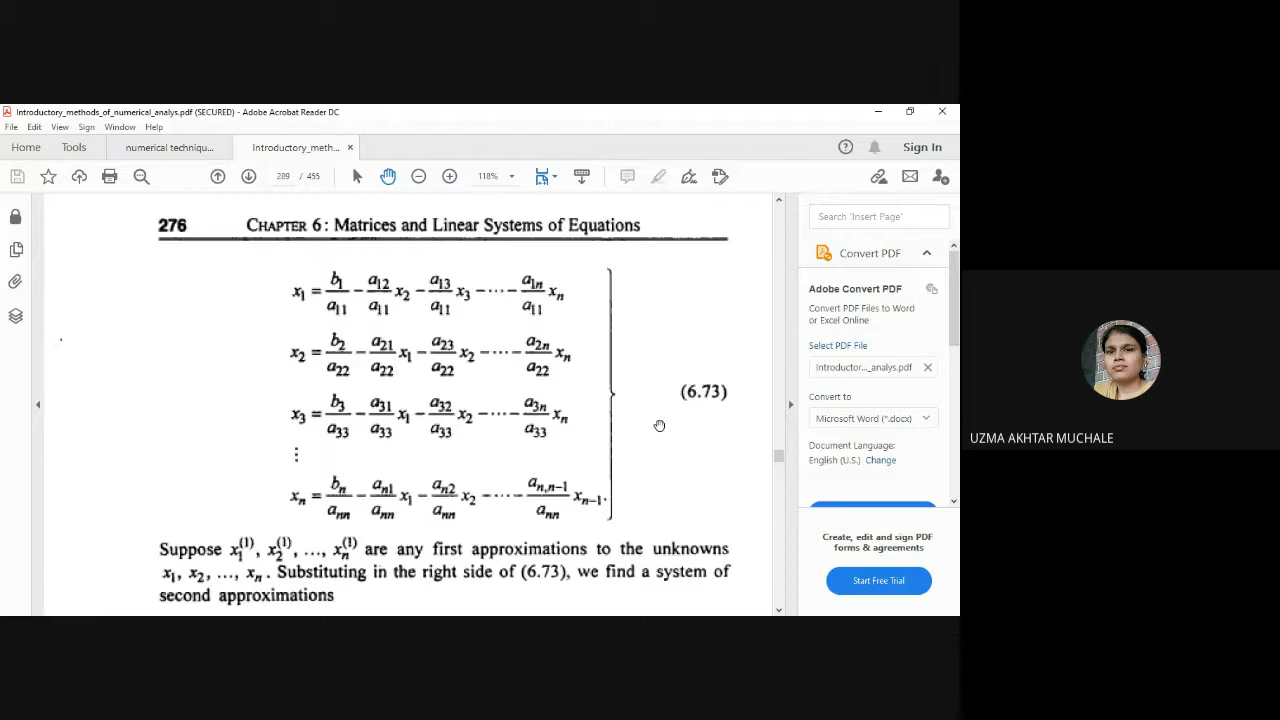 Introductory_methods_of_numerical_analys.pdf (SECURED) - Adobe Acrobat Reader DC
File Edit View Sign Window Help
Home Tools numerical techniqu... Introductory_meth... × Sign In
289 / 455 118%
276 CHAPTER 6: Matrices and Linear Systems of Equations
x₁ = b₁/a₁₁ − a₁₂/a₁₁ x₂ − a₁₃/a₁₁ x₃ − ··· − a₁ₙ/a₁₁ xₙ
x₂ = b₂/a₂₂ − a₂₁/a₂₂ x₁ − a₂₃/a₂₂ x₂ − ··· − a₂ₙ/a₂₂ xₙ
(6.73)
x₃ = b₃/a₃₃ − a₃₁/a₃₃ x₁ − a₃₂/a₃₃ x₂ − ··· − a₃ₙ/a₃₃ xₙ
⋮
xₙ = bₙ/aₙₙ − aₙ₁/aₙₙ x₁ − aₙ₂/aₙₙ x₂ − ··· − aₙ,ₙ₋₁/aₙₙ xₙ₋₁.
Suppose x₁⁽¹⁾, x₂⁽¹⁾, ..., xₙ⁽¹⁾ are any first approximations to the unknowns
x₁, x₂, ..., xₙ. Substituting in the right side of (6.73), we find a system of
second approximations
Search 'Insert Page'
Convert PDF
Adobe Convert PDF
Convert PDF Files to Word
or Excel Online
Select PDF File
Introductor..._analys.pdf ×
Convert to
Microsoft Word (*.docx)
Document Language:
English (U.S.) Change
Create, edit and sign PDF
forms & agreements
Start Free Trial
UZMA AKHTAR MUCHALE